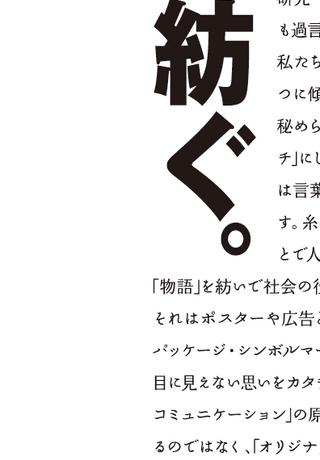 紡ぐ。
も過言
私たち
つに傾
秘めら
チ」にし
は言葉
す。糸
とで人
「物語」を紡いで社会の役
それはポスターや広告と
パッケージ・シンボルマー
目に見えない思いをカタ
コミュニケーション」の原
るのではなく、「オリジナ